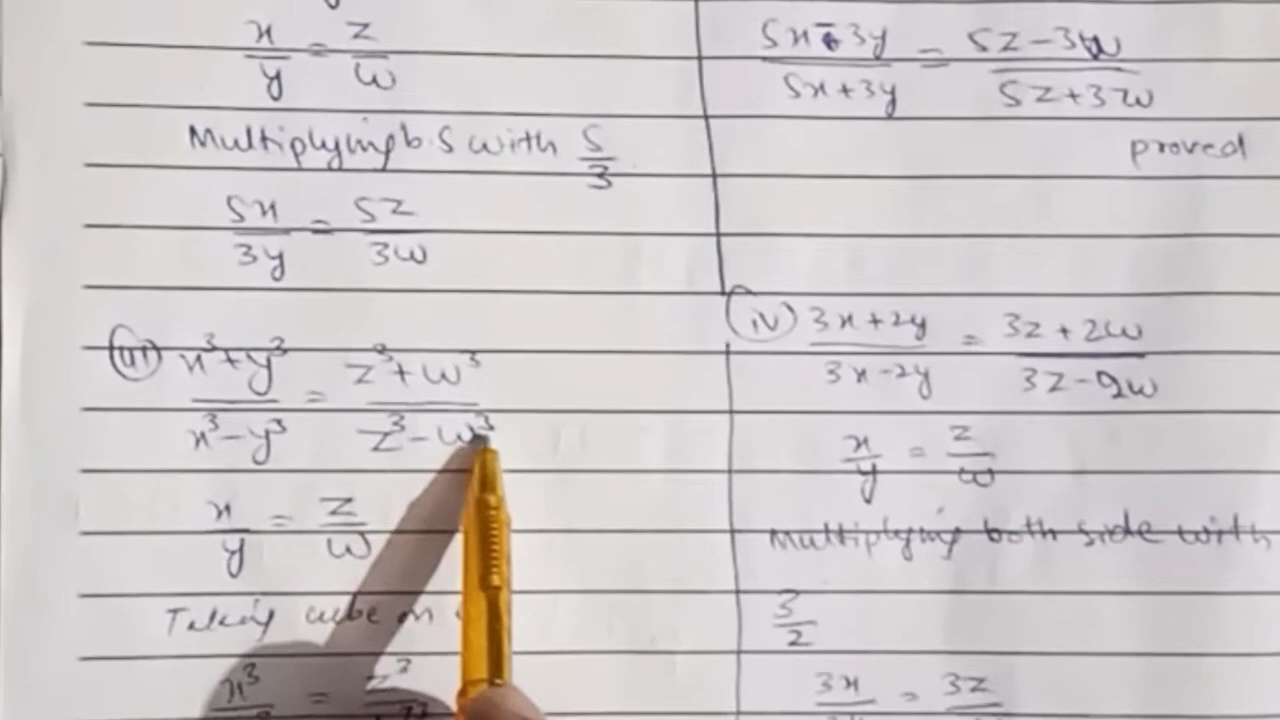 x/y = z/w
Multiplying b.S with 5/3
5x/3y = 5z/3w
(iii) x³+y³/x³-y³ = z³+w³/z³-w³
x/y = z/w
Taking cube on
x³ = z³
5x-3y/5x+3y = 5z-3w/5z+3w
proved
(iv) 3x+2y/3x-2y = 3z+2w/3z-2w
x/y = z/w
Multiplying both side with
3/2
3x = 3z